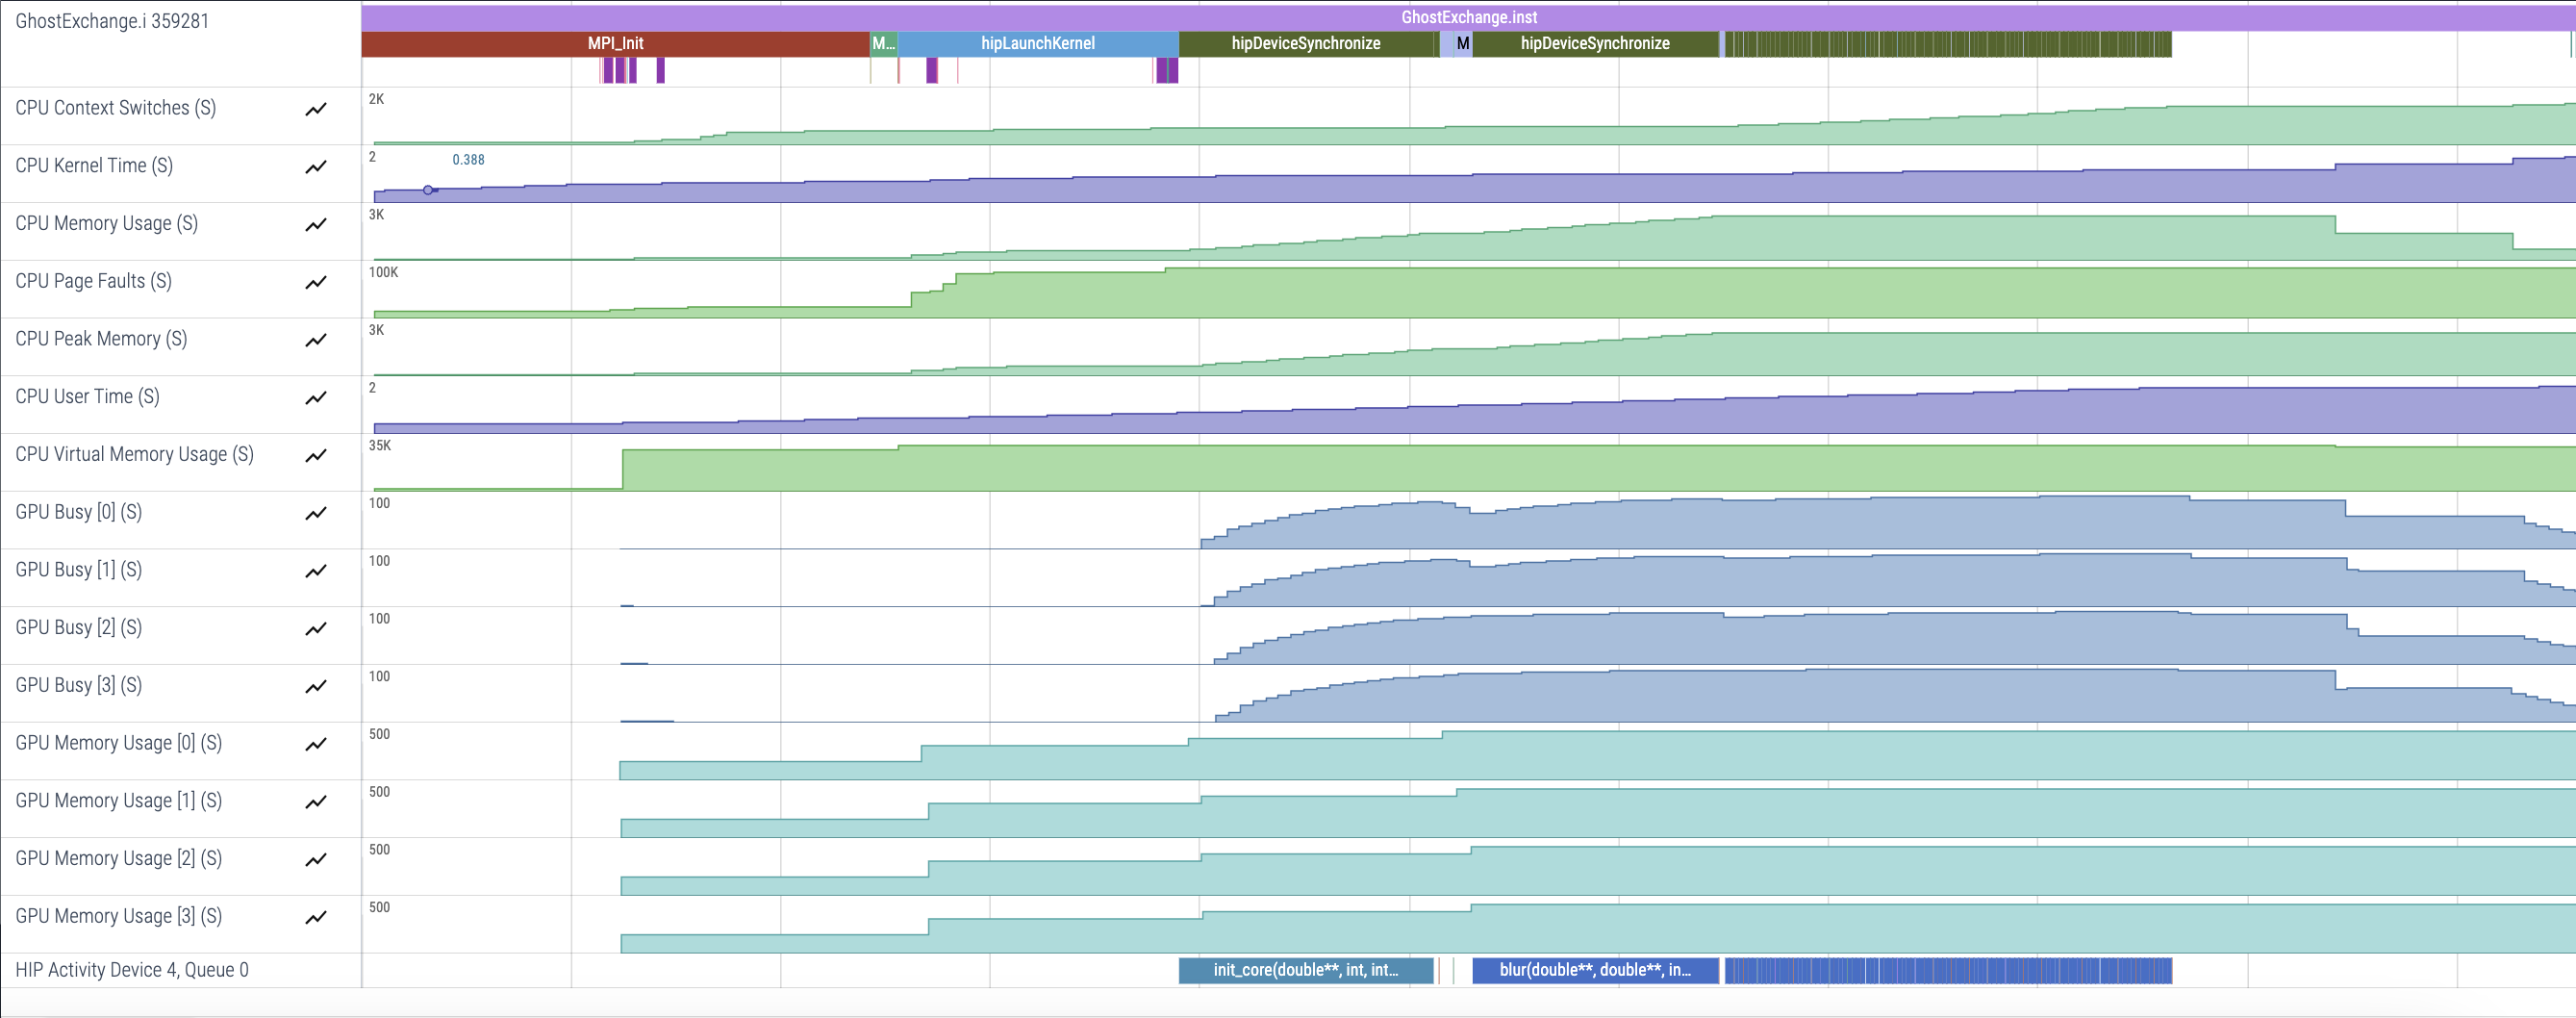 GhostExchange.i 359281
GhostExchange.inst
MPI_Init
M...
hipLaunchKernel
hipDeviceSynchronize
M
hipDeviceSynchronize
CPU Context Switches (S)
2K
CPU Kernel Time (S)
2
0.388
CPU Memory Usage (S)
3K
CPU Page Faults (S)
100K
CPU Peak Memory (S)
3K
CPU User Time (S)
2
CPU Virtual Memory Usage (S)
35K
GPU Busy [0] (S)
100
GPU Busy [1] (S)
100
GPU Busy [2] (S)
100
GPU Busy [3] (S)
100
GPU Memory Usage [0] (S)
500
GPU Memory Usage [1] (S)
500
GPU Memory Usage [2] (S)
500
GPU Memory Usage [3] (S)
500
HIP Activity Device 4, Queue 0
init_core(double**, int, int...
blur(double**, double**, in...